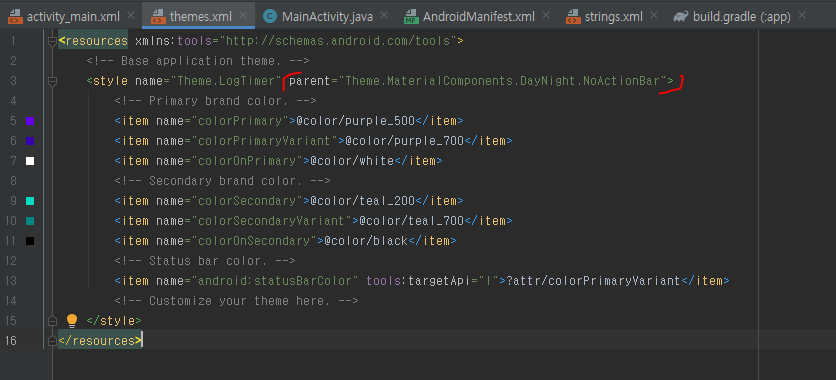 activity_main.xml themes.xml MainActivity.java AndroidManifest.xml strings.xml build.gradle (:app)
1 <resources xmlns:tools="http://schemas.android.com/tools">
2 <!-- Base application theme. -->
3 <style name="Theme.LogTimer" parent="Theme.MaterialComponents.DayNight.NoActionBar">
4 <!-- Primary brand color. -->
5 <item name="colorPrimary">@color/purple_500</item>
6 <item name="colorPrimaryVariant">@color/purple_700</item>
7 <item name="colorOnPrimary">@color/white</item>
8 <!-- Secondary brand color. -->
9 <item name="colorSecondary">@color/teal_200</item>
10 <item name="colorSecondaryVariant">@color/teal_700</item>
11 <item name="colorOnSecondary">@color/black</item>
12 <!-- Status bar color. -->
13 <item name="android:statusBarColor" tools:targetApi="l">?attr/colorPrimaryVariant</item>
14 <!-- Customize your theme here. -->
15 </style>
16 </resources>